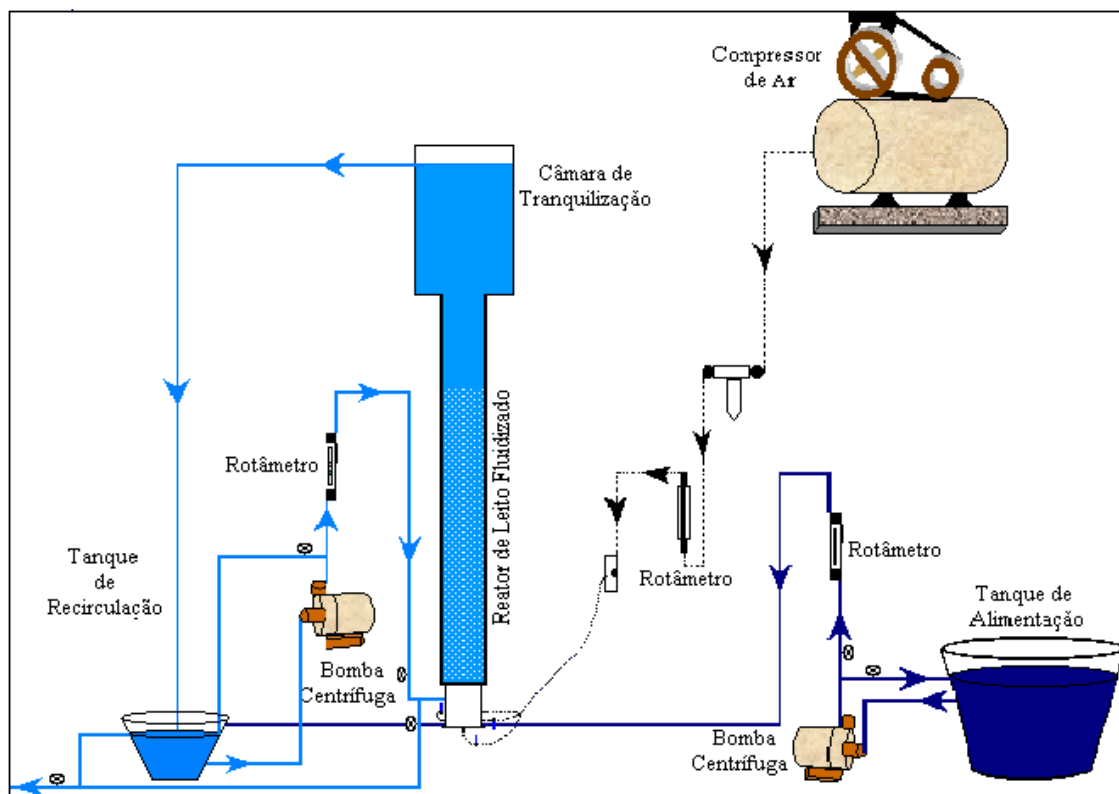 Compressor
de Ar
Câmara de
Tranquilização
Reator de Leito Fluidizado
Rotâmetro
Rotâmetro
Rotâmetro
Tanque
de
Recirculação
Tanque de
Alimentação
Bomba
Centrífuga
Bomba
Centrífuga